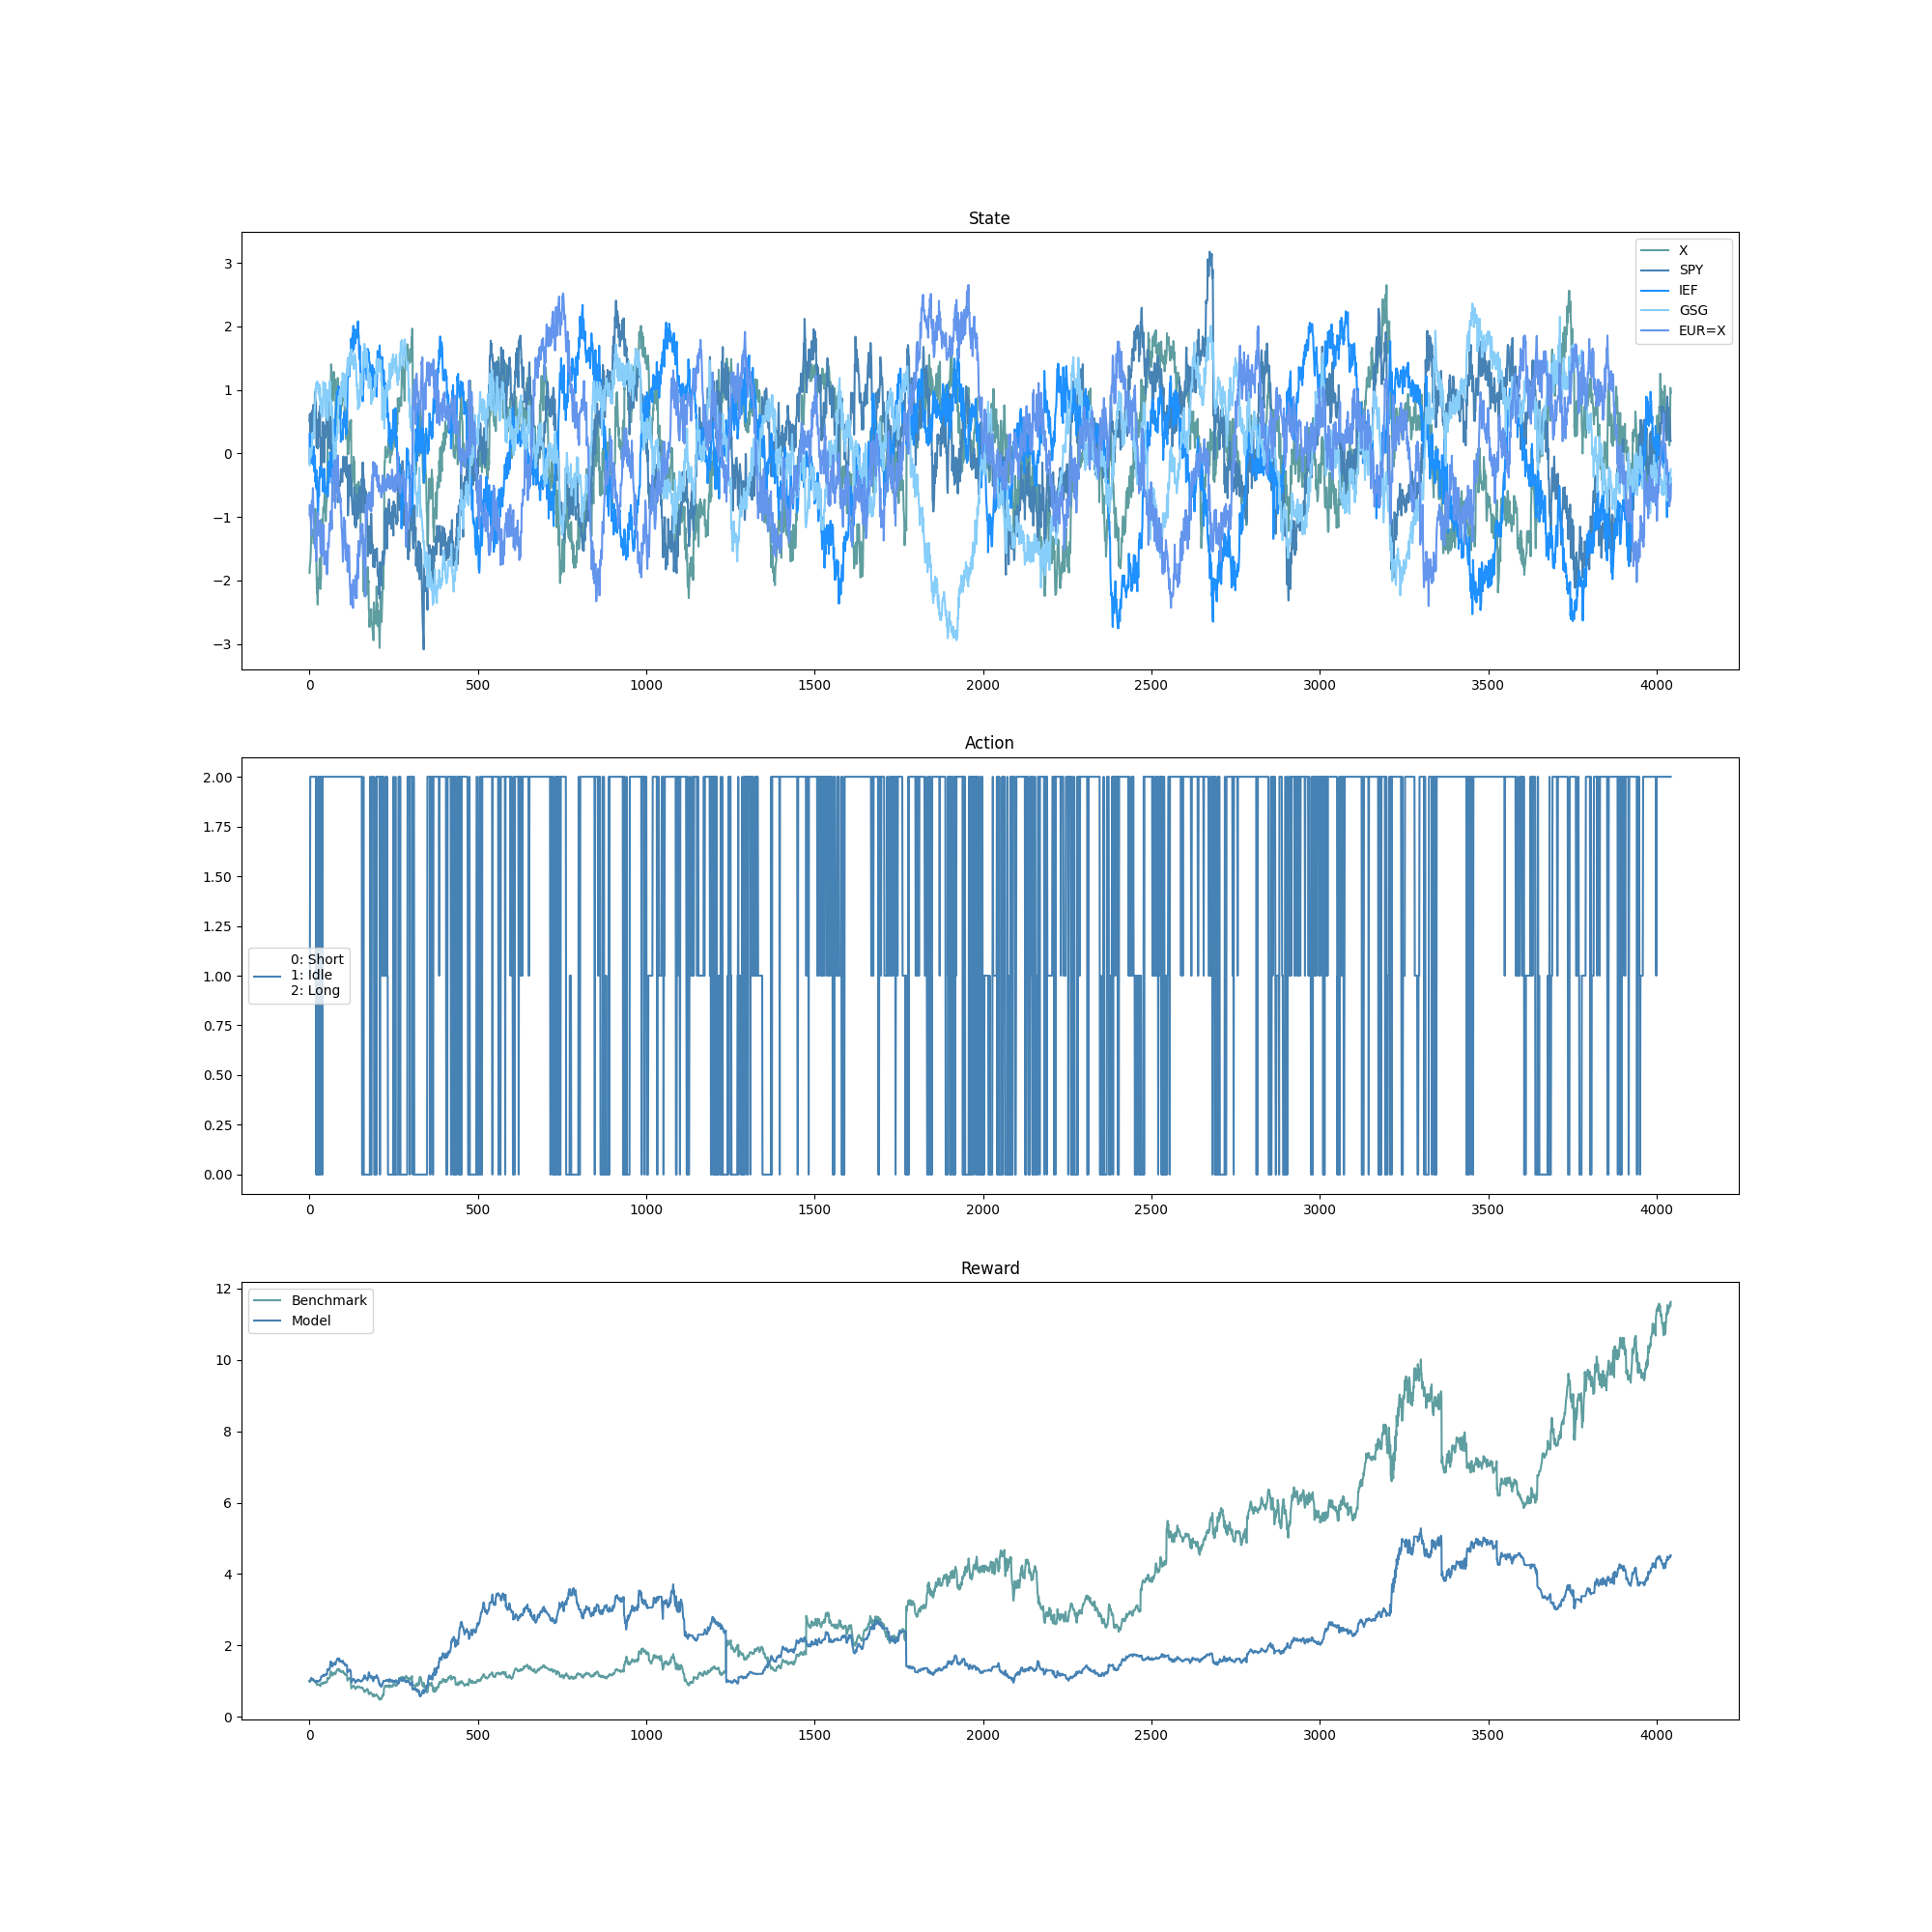 State
3
2
1
0
−1
−2
−3
X
SPY
IEF
GSG
EUR=X
0 500 1000 1500 2000 2500 3000 3500 4000
Action
2.00
1.75
1.50
1.25
1.00
0.75
0.50
0.25
0.00
0: Short
1: Idle
2: Long
0 500 1000 1500 2000 2500 3000 3500 4000
Reward
12
10
8
6
4
2
0
Benchmark
Model
0 500 1000 1500 2000 2500 3000 3500 4000